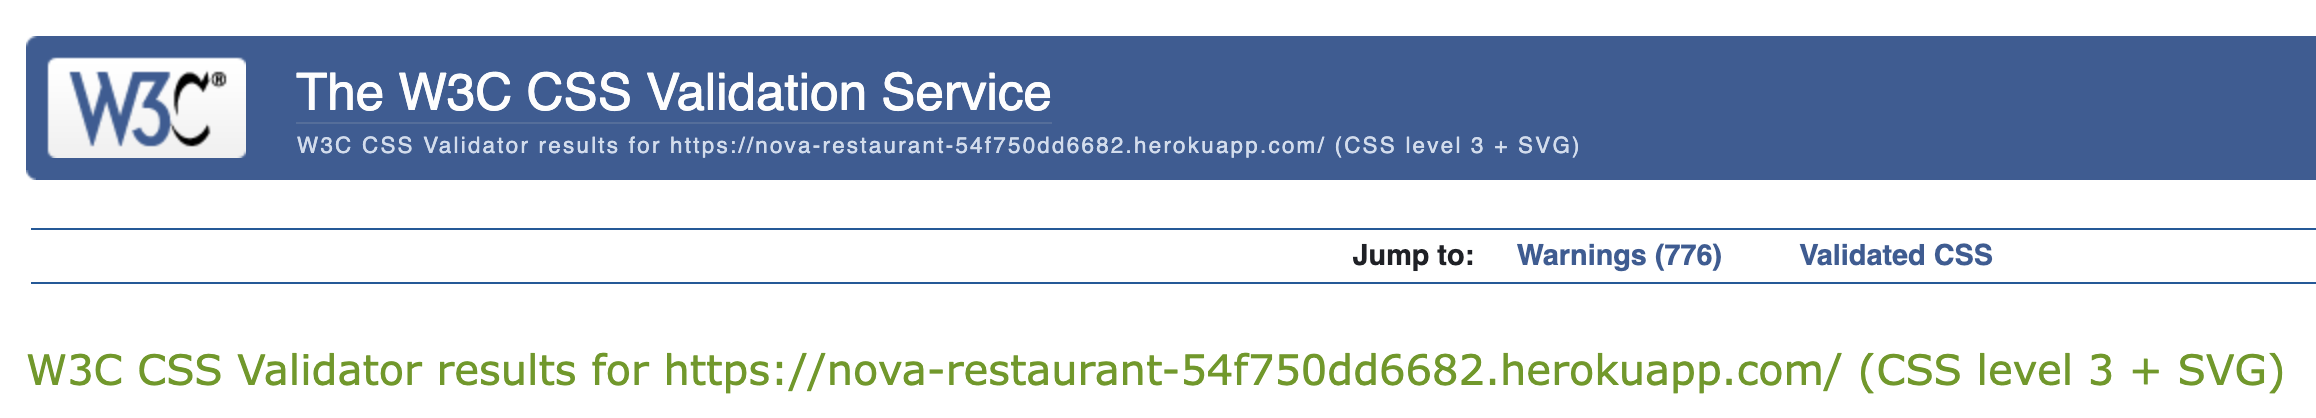 W3C®
The W3C CSS Validation Service
W3C CSS Validator results for https://nova-restaurant-54f750dd6682.herokuapp.com/ (CSS level 3 + SVG)
Jump to: Warnings (776) Validated CSS
W3C CSS Validator results for https://nova-restaurant-54f750dd6682.herokuapp.com/ (CSS level 3 + SVG)